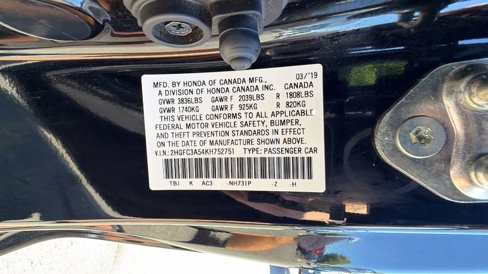 MFD. BY HONDA OF CANADA MFG., 03/'19
A DIVISION OF HONDA CANADA INC. CANADA
GVWR 3836LBS GAWR F 2039LBS R 1808LBS
GVWR 1740KG GAWR F 925KG R 820KG
THIS VEHICLE CONFORMS TO ALL APPLICABLE
FEDERAL MOTOR VEHICLE SAFETY, BUMPER,
AND THEFT PREVENTION STANDARDS IN EFFECT
ON THE DATE OF MANUFACTURE SHOWN ABOVE.
V.I.N.: 2HGFC3A54KH752751 TYPE: PASSENGER CAR
TBJ K AC3 -NH731P -Z -H